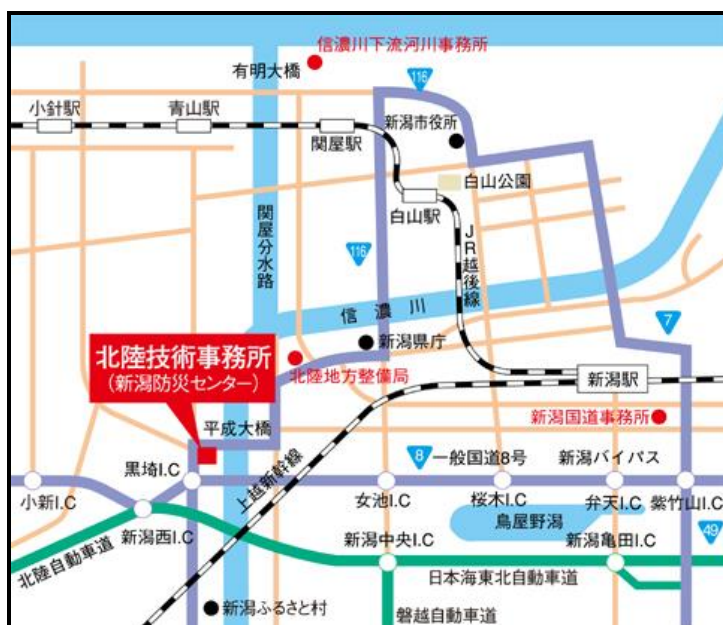 信濃川下流河川事務所
有明大橋
116
小針駅
青山駅
新潟市役所
関屋駅
白山公園
白山駅
関屋分水路
116
JR越後線
信濃川
7
北陸技術事務所
(新潟防災センター)
新潟県庁
北陸地方整備局
新潟駅
新潟国道事務所
平成大橋
上越新幹線
8
一般国道8号
新潟バイパス
黒埼I.C
小新I.C
女池I.C
桜木I.C
弁天I.C
紫竹山I.C
鳥屋野潟
新潟西I.C
新潟中央I.C
新潟亀田I.C
49
北陸自動車道
日本海東北自動車道
新潟ふるさと村
磐越自動車道